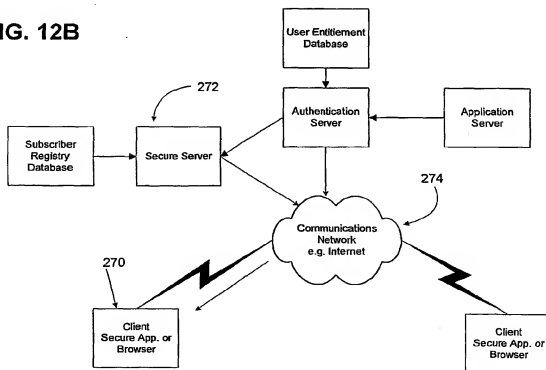 IG. 12B
User Entitlement
Database
272
Authentication
Server
Application
Server
Subscriber
Registry
Database
Secure Server
274
Communications
Network
e.g. Internet
270
Client
Secure App. or
Browser
Client
Secure App. or
Browser